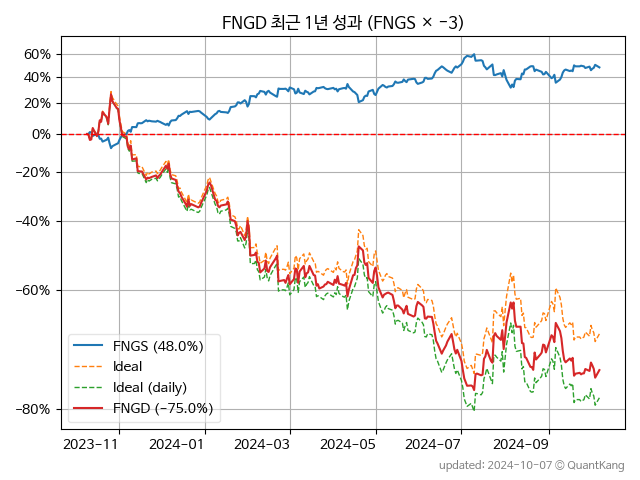 FNGD 최근 1년 성과 (FNGS × −3)
60%
40%
20%
0%
−20%
−40%
−60%
−80%
FNGS (48.0%)
Ideal
Ideal (daily)
FNGD (−75.0%)
2023-11
2024-01
2024-03
2024-05
2024-07
2024-09
updated: 2024-10-07 © QuantKang